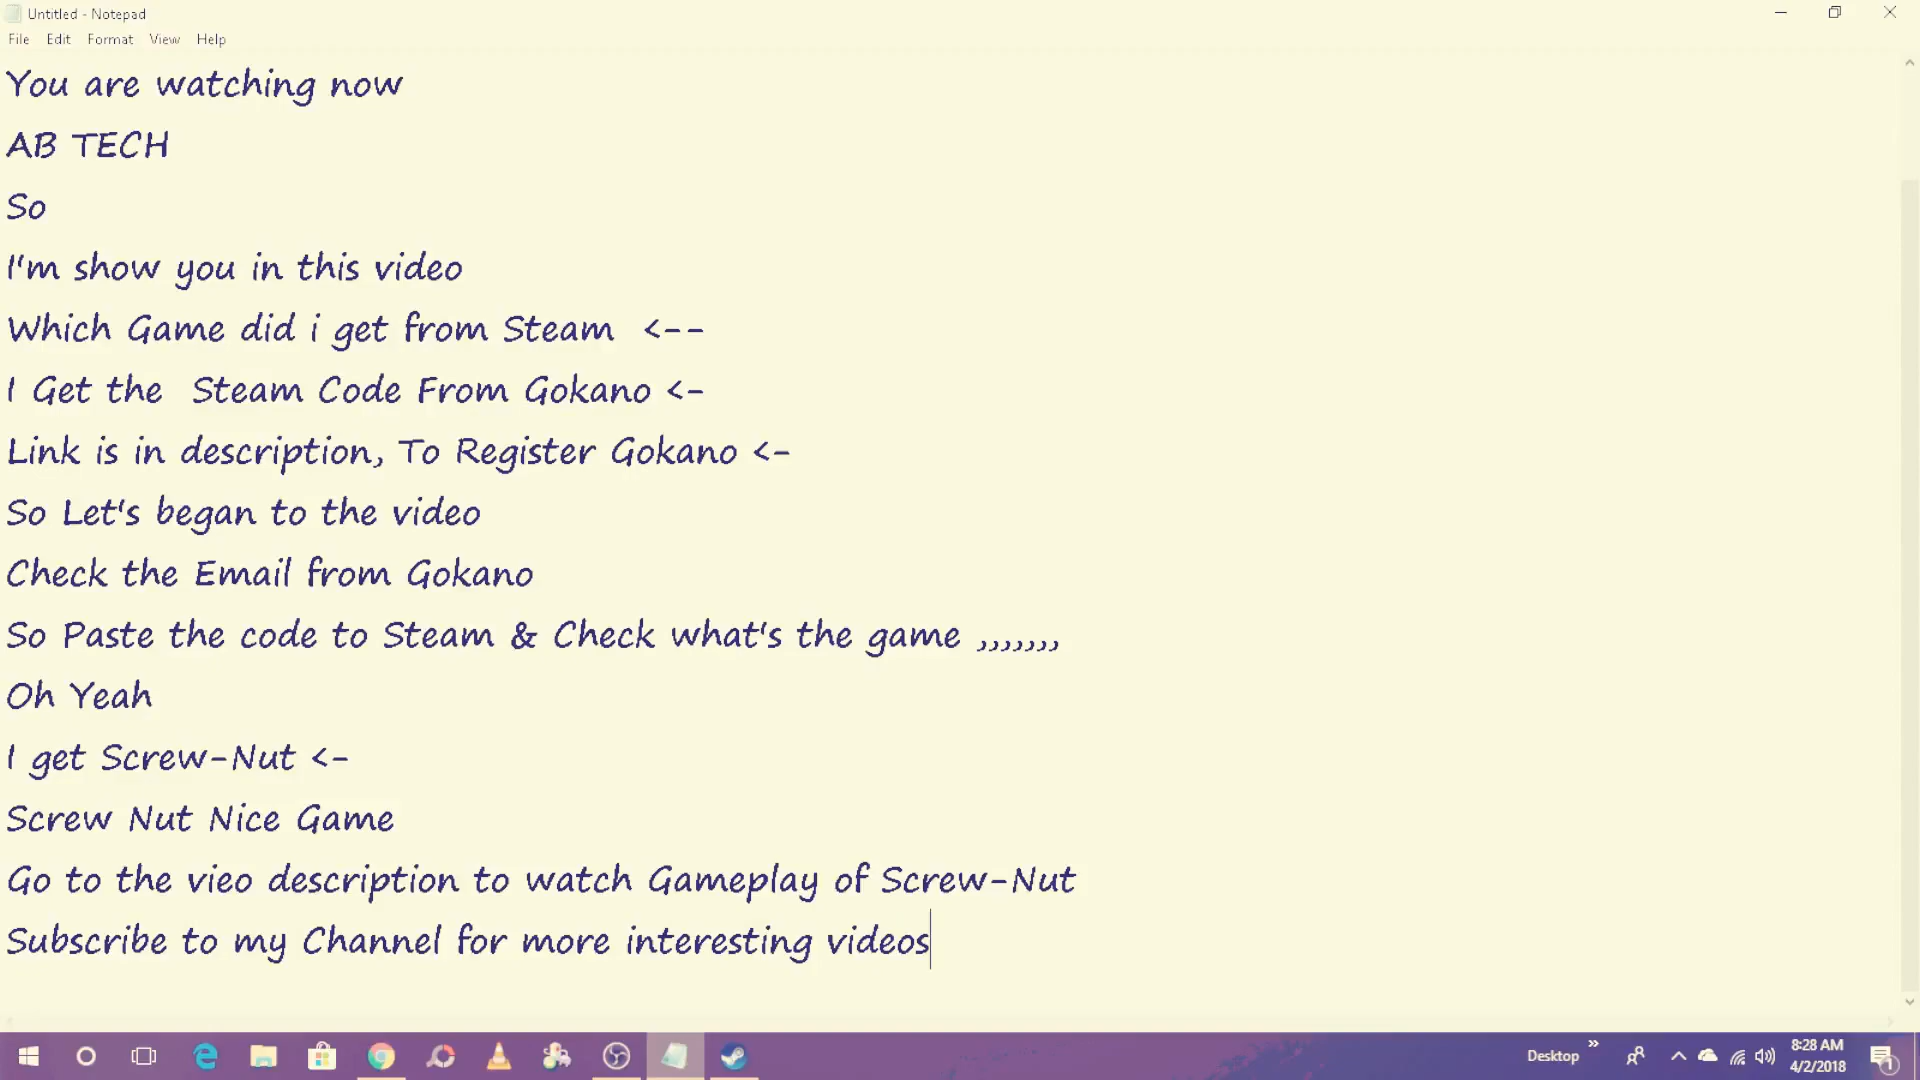 Untitled - Notepad
File Edit Format View Help
You are watching now
AB TECH
So
I'm show you in this video
Which Game did i get from Steam <--
I Get the Steam Code From Gokano <-
Link is in description, To Register Gokano <-
So Let's began to the video
Check the Email from Gokano
So Paste the code to Steam & Check what's the game ,,,,,,,
Oh Yeah
I get Screw-Nut <-
Screw Nut Nice Game
Go to the vieo description to watch Gameplay of Screw-Nut
Subscribe to my Channel for more interesting videos
Desktop
8:28 AM
4/2/2018
1